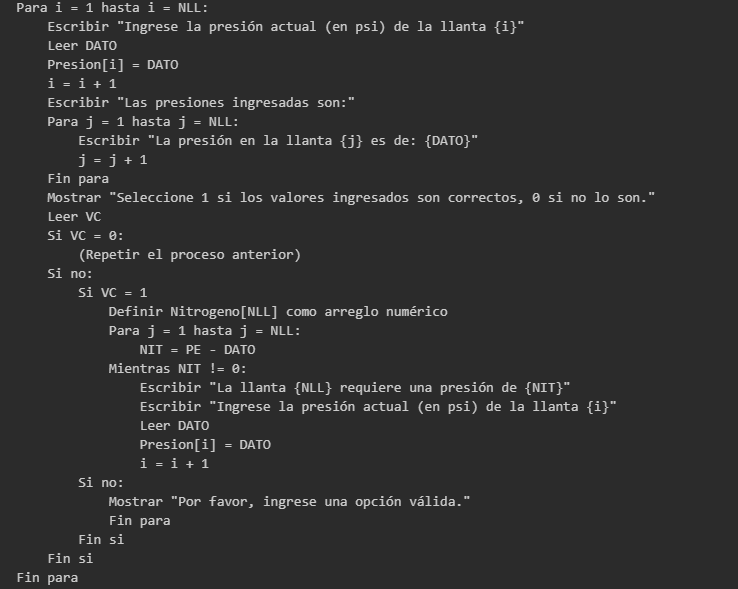 Para i = 1 hasta i = NLL:
Escribir "Ingrese la presión actual (en psi) de la llanta {i}"
Leer DATO
Presion[i] = DATO
i = i + 1
Escribir "Las presiones ingresadas son:"
Para j = 1 hasta j = NLL:
Escribir "La presión en la llanta {j} es de: {DATO}"
j = j + 1
Fin para
Mostrar "Seleccione 1 si los valores ingresados son correctos, 0 si no lo son."
Leer VC
Si VC = 0:
(Repetir el proceso anterior)
Si no:
Si VC = 1
Definir Nitrogeno[NLL] como arreglo numérico
Para j = 1 hasta j = NLL:
NIT = PE - DATO
Mientras NIT != 0:
Escribir "La llanta {NLL} requiere una presión de {NIT}"
Escribir "Ingrese la presión actual (en psi) de la llanta {i}"
Leer DATO
Presion[i] = DATO
i = i + 1
Si no:
Mostrar "Por favor, ingrese una opción válida."
Fin para
Fin si
Fin si
Fin para